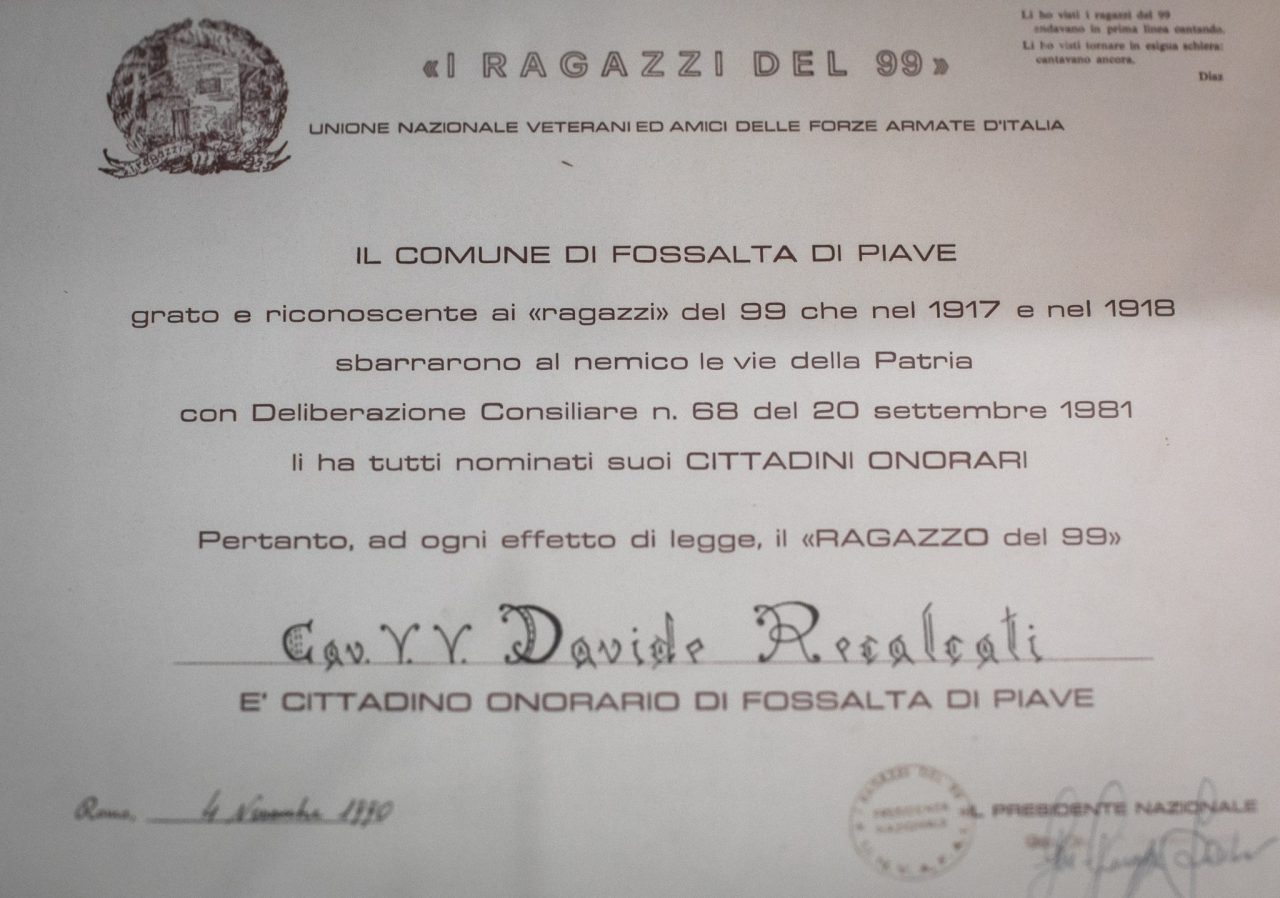 «I RAGAZZI DEL 99»
Li ho visti i ragazzi del 99
andavano in prima linea cantando.
Li ho visti tornare in esigua schiera:
cantavano ancora.
Diaz
UNIONE NAZIONALE VETERANI ED AMICI DELLE FORZE ARMATE D'ITALIA
IL COMUNE DI FOSSALTA DI PIAVE
grato e riconoscente ai «ragazzi» del 99 che nel 1917 e nel 1918
sbarrarono al nemico le vie della Patria
con Deliberazione Consiliare n. 68 del 20 settembre 1981
li ha tutti nominati suoi CITTADINI ONORARI
Pertanto, ad ogni effetto di legge, il «RAGAZZO del 99»
Cav. V. V. Davide Recalcati
E' CITTADINO ONORARIO DI FOSSALTA DI PIAVE
Roma, 4 Novembre 1990
RAGAZZI DEL 99
PRESIDENTE
NAZIONALE
IL PRESIDENTE NAZIONALE